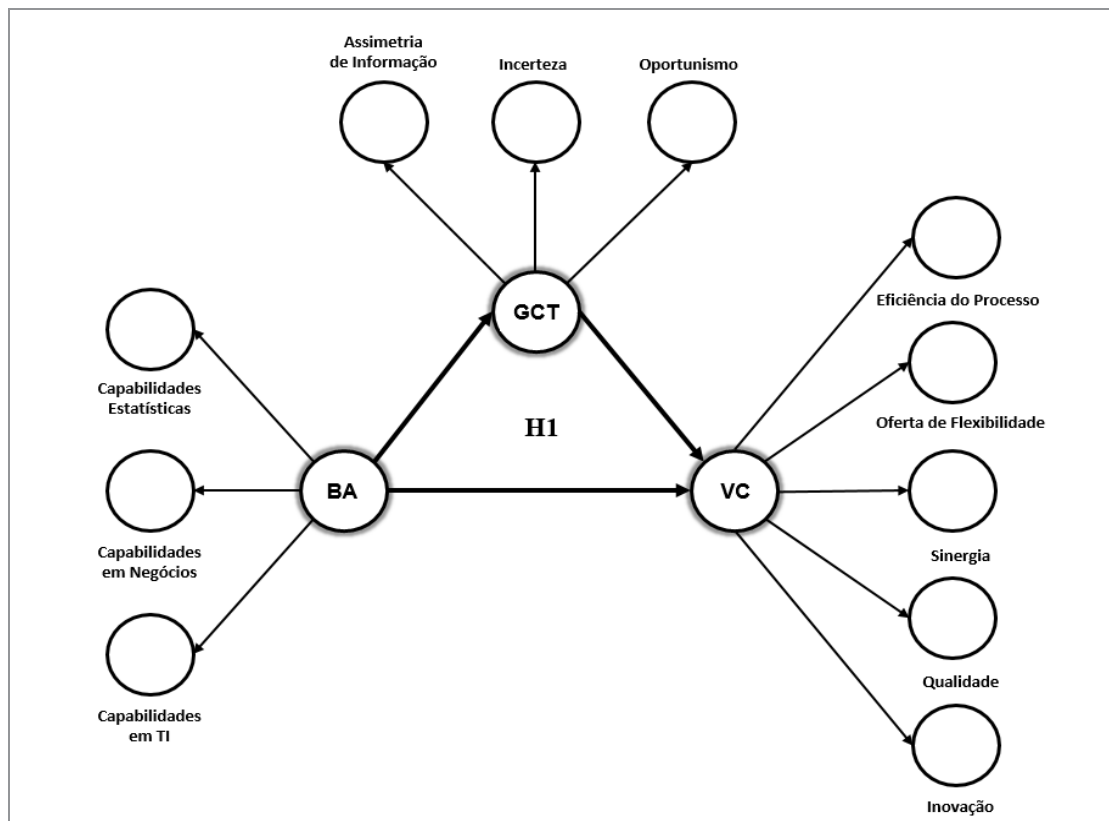 Assimetria
de Informação
Incerteza
Oportunismo
GCT
Eficiência do Processo
Capabilidades
Estatísticas
Oferta de Flexibilidade
H1
BA
VC
Capabilidades
em Negócios
Sinergia
Qualidade
Capabilidades
em TI
Inovação